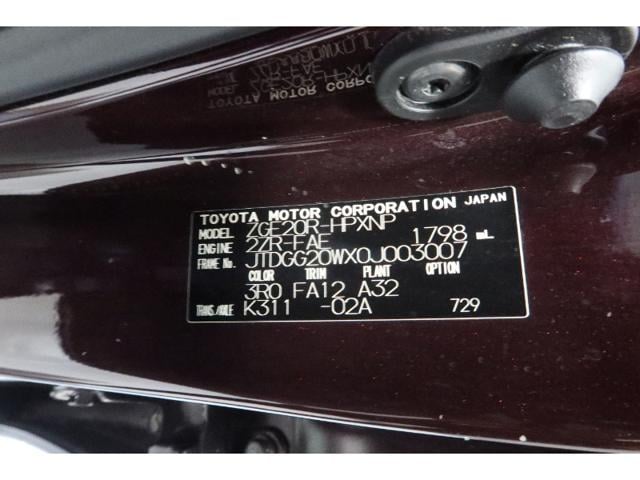 TOYOTA MOTOR CORPORATION JAPAN
MODEL ZGE20R-HPXNP
ENGINE 2ZR-FAE 1798 mL
FRAME No. JTDGG20WX0J003007
COLOR TRIM PLANT OPTION
3R0 FA12 A32
TRANS./AXLE K311 -02A 729